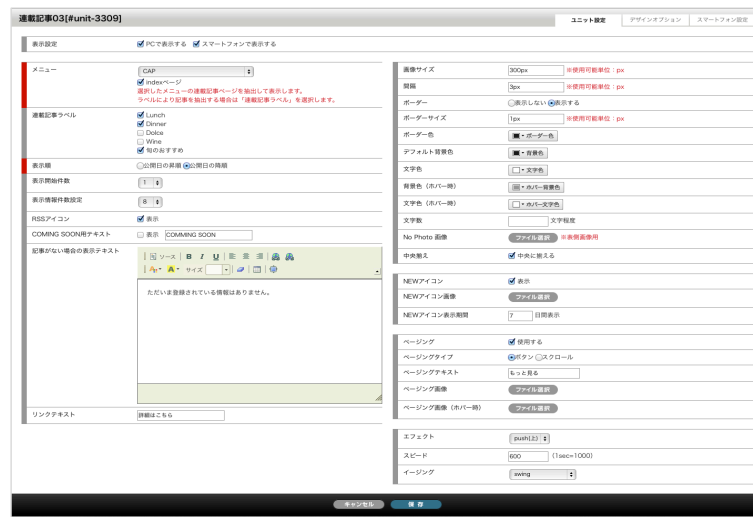 連載記事03[#unit-3309]
ユニット設定 デザインオプション スマートフォン設定
表示設定 PCで表示する スマートフォンで表示する
メニュー CAP
indexページ
選択したメニューの連載記事ページを抽出して表示します。
ラベルにより記事を抽出する場合は「連載記事ラベル」を選択します。
連載記事ラベル Lunch
Dinner
Dolce
Wine
旬のおすすめ
表示順 公開日の昇順 公開日の降順
表示開始件数 1
表示情報件数設定 8
RSSアイコン 表示
COMING SOON用テキスト 表示 COMMING SOON
記事がない場合の表示テキスト
ソース B I U
サイズ
ただいま登録されている情報はありません。
リンクテキスト 詳細はこちら
画像サイズ 300px ※使用可能単位：px
間隔 3px ※使用可能単位：px
ボーダー 表示しない 表示する
ボーダーサイズ 1px ※使用可能単位：px
ボーダー色 ボーダー色
デフォルト背景色 背景色
文字色 文字色
背景色（ホバー時） ホバー背景色
文字色（ホバー時） ホバー文字色
文字数 文字程度
No Photo 画像 ファイル選択 ※表側画像用
中央揃え 中央に揃える
NEWアイコン 表示
NEWアイコン画像 ファイル選択
NEWアイコン表示期間 7 日間表示
ページング 使用する
ページングタイプ ボタン スクロール
ページングテキスト もっと見る
ページング画像 ファイル選択
ページング画像（ホバー時） ファイル選択
エフェクト push(上)
スピード 600 (1sec=1000)
イージング swing
キャンセル 保存